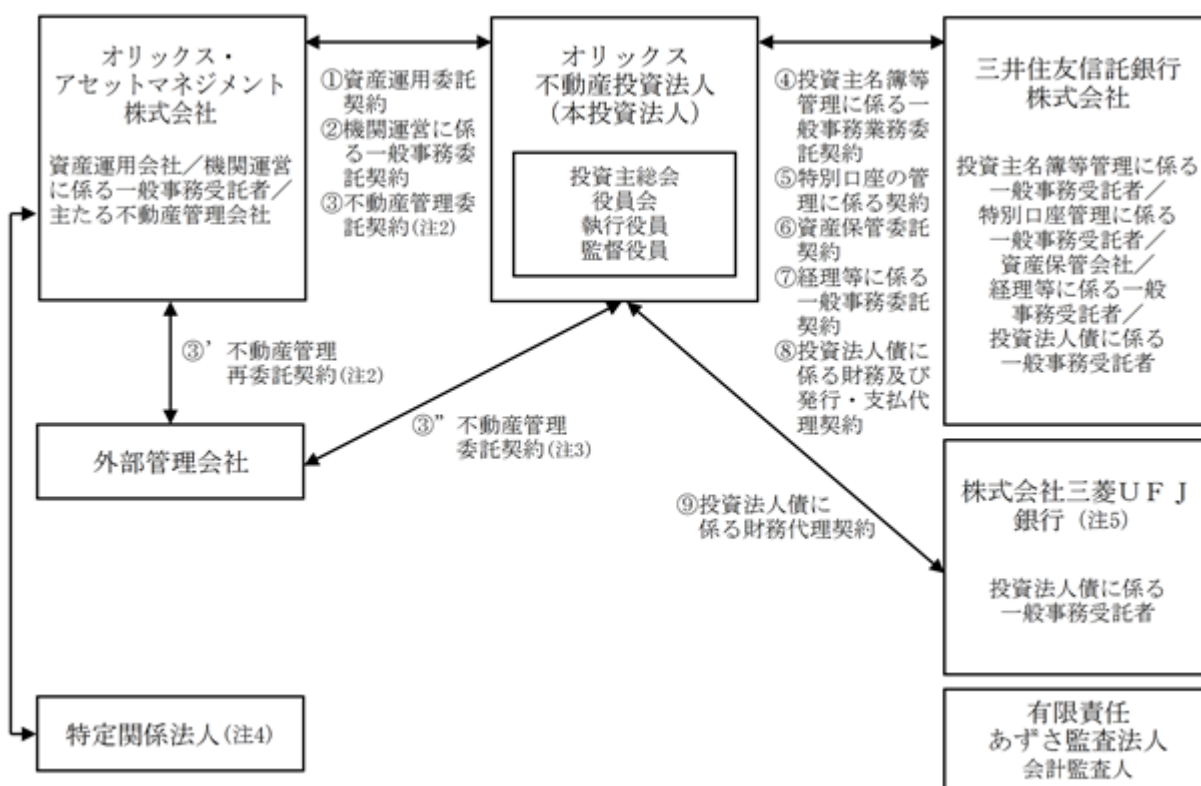 オリックス・
アセットマネジメント
株式会社
資産運用会社／機関運営
に係る一般事務受託者／
主たる不動産管理会社
①資産運用委託
契約
②機関運営に係
る一般事務委
託契約
③不動産管理委
託契約(注2)
オリックス
不動産投資法人
(本投資法人)
投資主総会
役員会
執行役員
監督役員
④投資主名簿等
管理に係る一
般事務業務委
託契約
⑤特別口座の管
理に係る契約
⑥資産保管委託
契約
⑦経理等に係る
一般事務委託
契約
⑧投資法人債に
係る財務及び
発行・支払代
理契約
三井住友信託銀行
株式会社
投資主名簿等管理に係る
一般事務受託者／
特別口座管理に係る
一般事務受託者／
資産保管会社／
経理等に係る一般
事務受託者／
投資法人債に係る
一般事務受託者
③’不動産管理
再委託契約(注2)
③”不動産管理
委託契約(注3)
外部管理会社
⑨投資法人債に
係る財務代理契約
株式会社三菱ＵＦＪ
銀行 (注5)
投資法人債に係る
一般事務受託者
特定関係法人(注4)
有限責任
あずさ監査法人
会計監査人